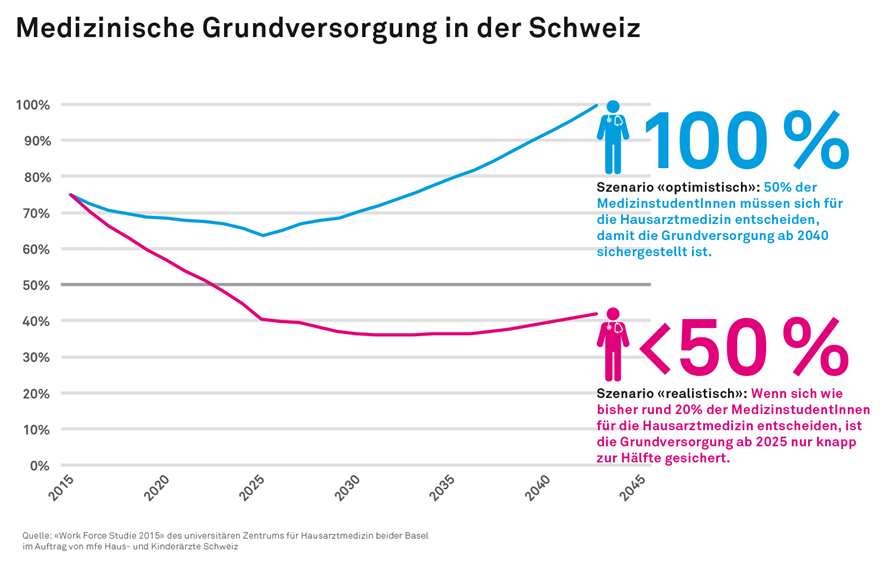 Medizinische Grundversorgung in der Schweiz
100%
90%
80%
70%
60%
50%
40%
30%
20%
10%
0%
2015
2020
2025
2030
2035
2040
2045
100 %
Szenario «optimistisch»: 50% der
MedizinstudentInnen müssen sich für
die Hausarztmedizin entscheiden,
damit die Grundversorgung ab 2040
sichergestellt ist.
<50 %
Szenario «realistisch»: Wenn sich wie
bisher rund 20% der MedizinstudentInnen
für die Hausarztmedizin entscheiden, ist
die Grundversorgung ab 2025 nur knapp
zur Hälfte gesichert.
Quelle: «Work Force Studie 2015» des universitären Zentrums für Hausarztmedizin beider Basel
im Auftrag von mfe Haus- und Kinderärzte Schweiz